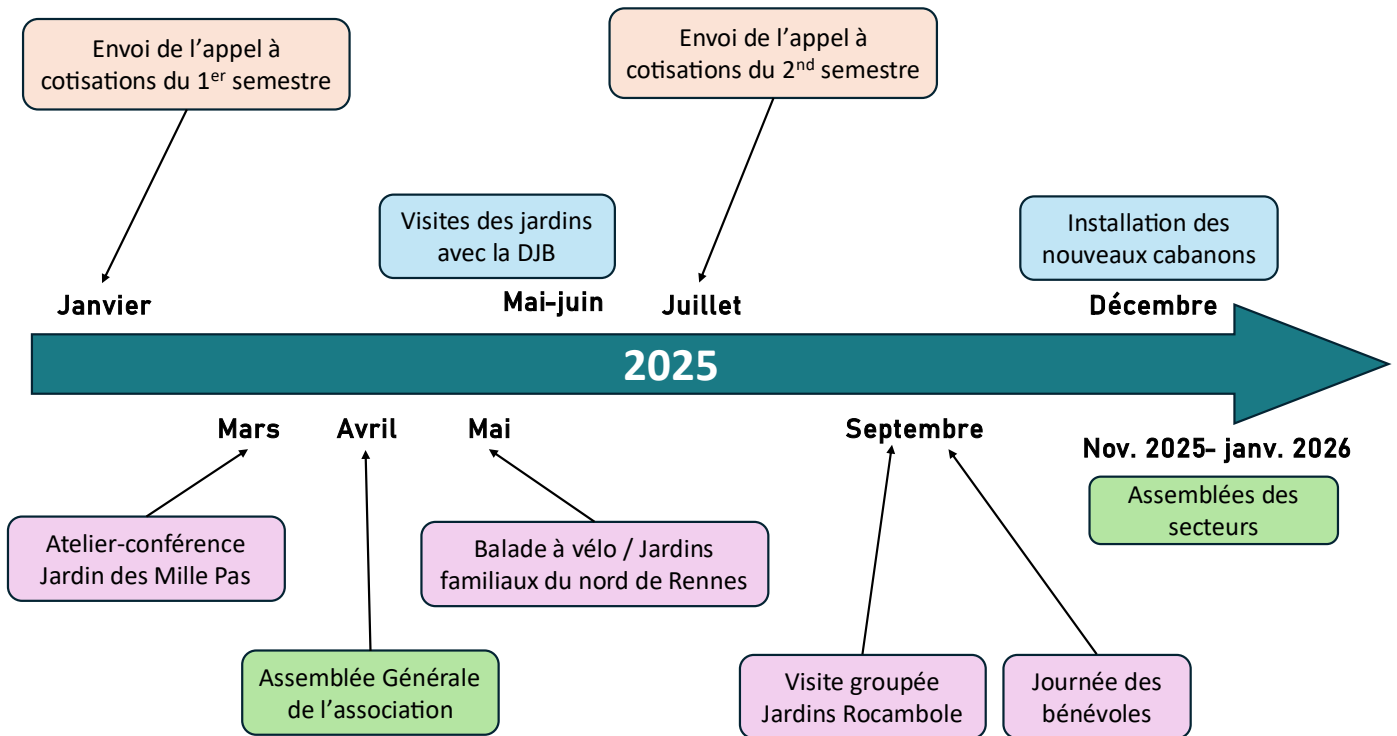 Envoi de l'appel à
cotisations du 1er semestre
Envoi de l'appel à
cotisations du 2nd semestre
Visites des jardins
avec la DJB
Installation des
nouveaux cabanons
Janvier
Mai-juin
Juillet
Décembre
2025
Mars
Avril
Mai
Septembre
Nov. 2025- janv. 2026
Assemblées des
secteurs
Atelier-conférence
Jardin des Mille Pas
Balade à vélo / Jardins
familiaux du nord de Rennes
Assemblée Générale
de l'association
Visite groupée
Jardins Rocambole
Journée des
bénévoles